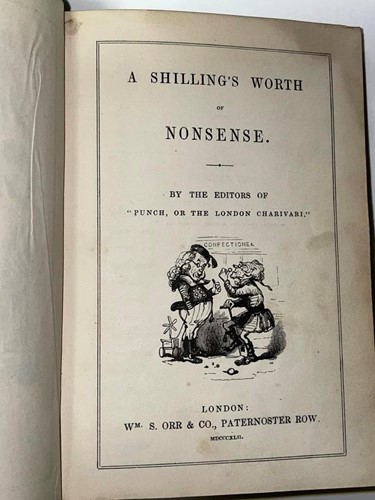 A SHILLING'S WORTH
OF
NONSENSE.
BY THE EDITORS OF
"PUNCH, OR THE LONDON CHARIVARI."
CONFECTIONER
LONDON:
WM. S. ORR & CO., PATERNOSTER ROW.
MDCCCXLII.